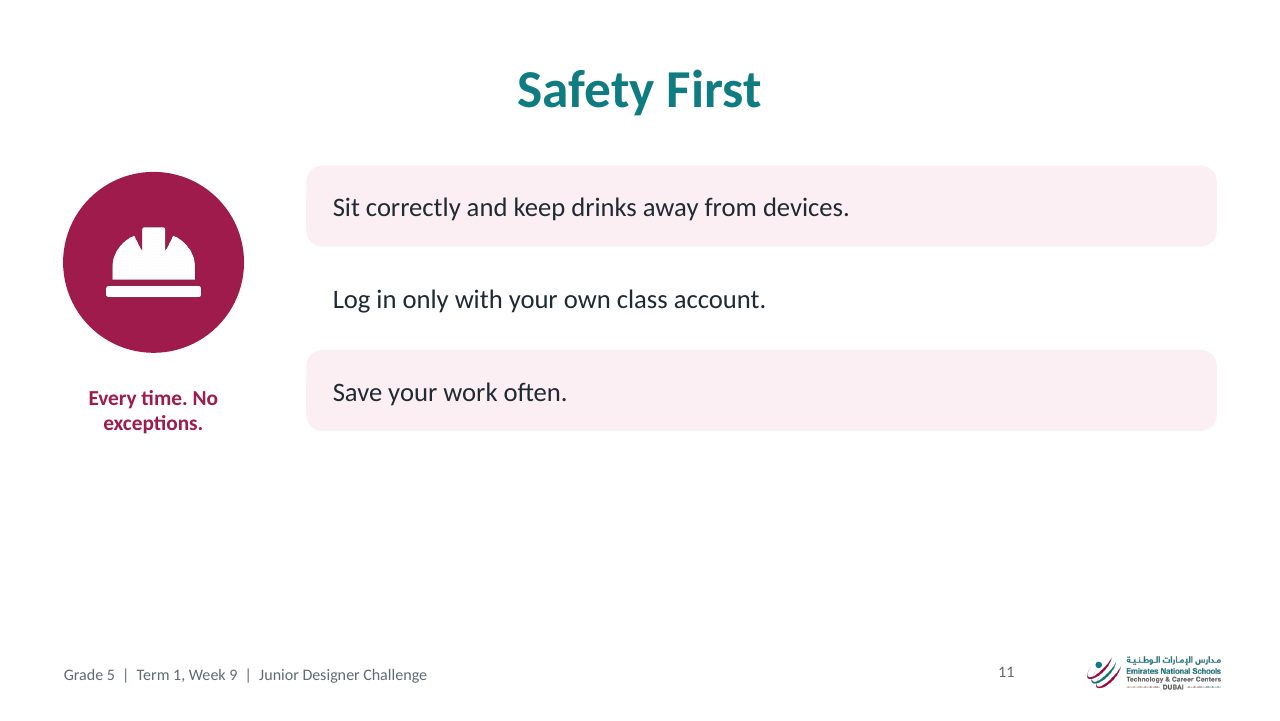 Safety First
Sit correctly and keep drinks away from devices.
Log in only with your own class account.
Save your work often.
Every time. No
exceptions.
Grade 5 | Term 1, Week 9 | Junior Designer Challenge
11
مدارس الإمارات الوطنية
Emirates National Schools
Technology & Career Centers
DUBAI